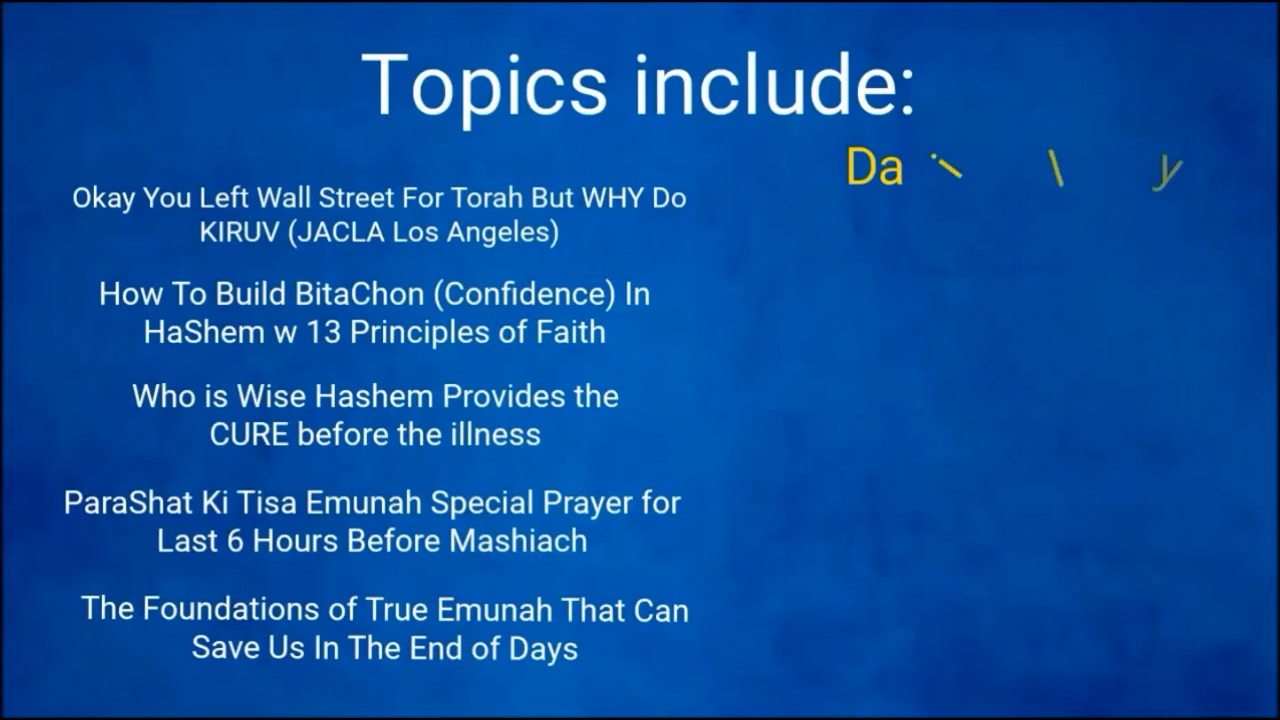 Topics include:
Daily
Okay You Left Wall Street For Torah But WHY Do
KIRUV (JACLA Los Angeles)
How To Build BitaChon (Confidence) In
HaShem w 13 Principles of Faith
Who is Wise Hashem Provides the
CURE before the illness
ParaShat Ki Tisa Emunah Special Prayer for
Last 6 Hours Before Mashiach
The Foundations of True Emunah That Can
Save Us In The End of Days